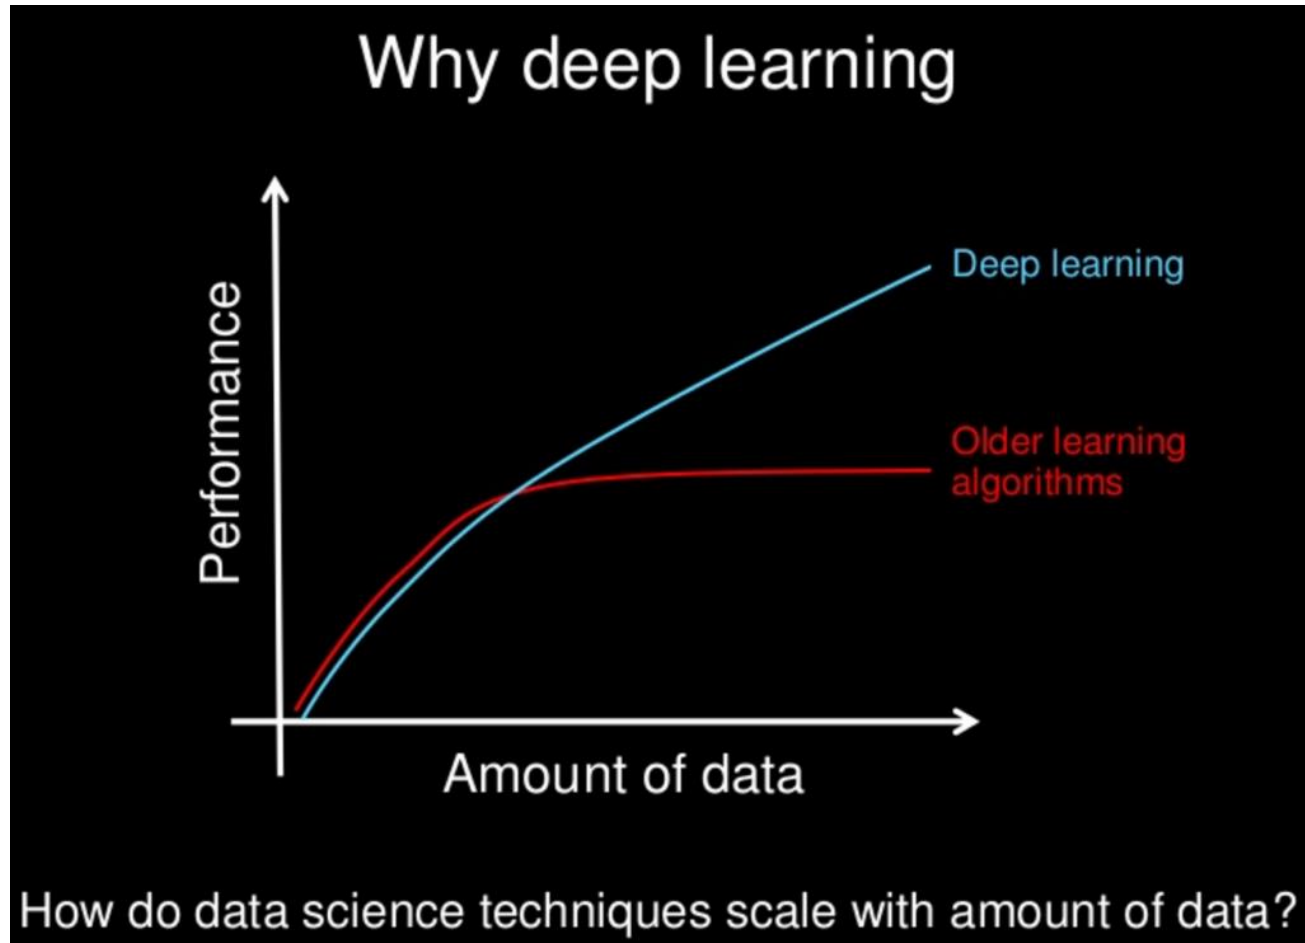 Why deep learning
Performance
Deep learning
Older learning
algorithms
Amount of data
How do data science techniques scale with amount of data?